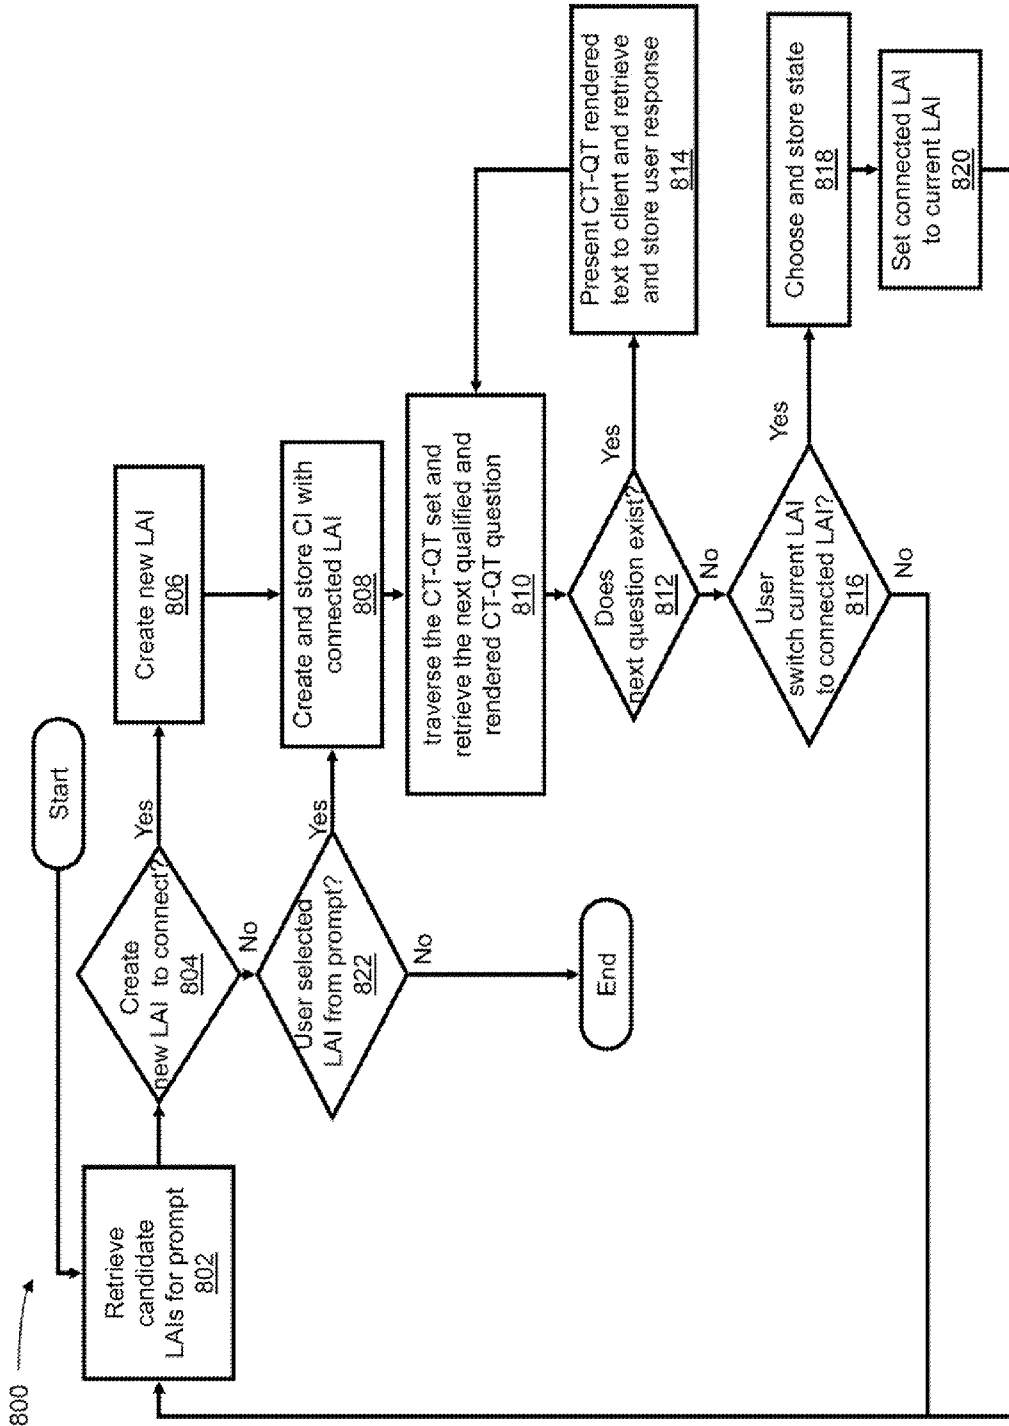 800
Start
Retrieve
candidate
LAIs for prompt
802
Create
new LAI to connect?
804
Yes
No
Create new LAI
806
User selected
LAI from prompt?
822
Yes
No
End
Create and store CI with
connected LAI
808
traverse the CT-QT set and
retrieve the next qualified and
rendered CT-QT question
810
Does
next question exist?
812
Yes
No
Present CT-QT rendered
text to client and retrieve
and store user response
814
User
switch current LAI
to connected LAI?
816
Yes
No
Choose and store state
818
Set connected LAI
to current LAI
820